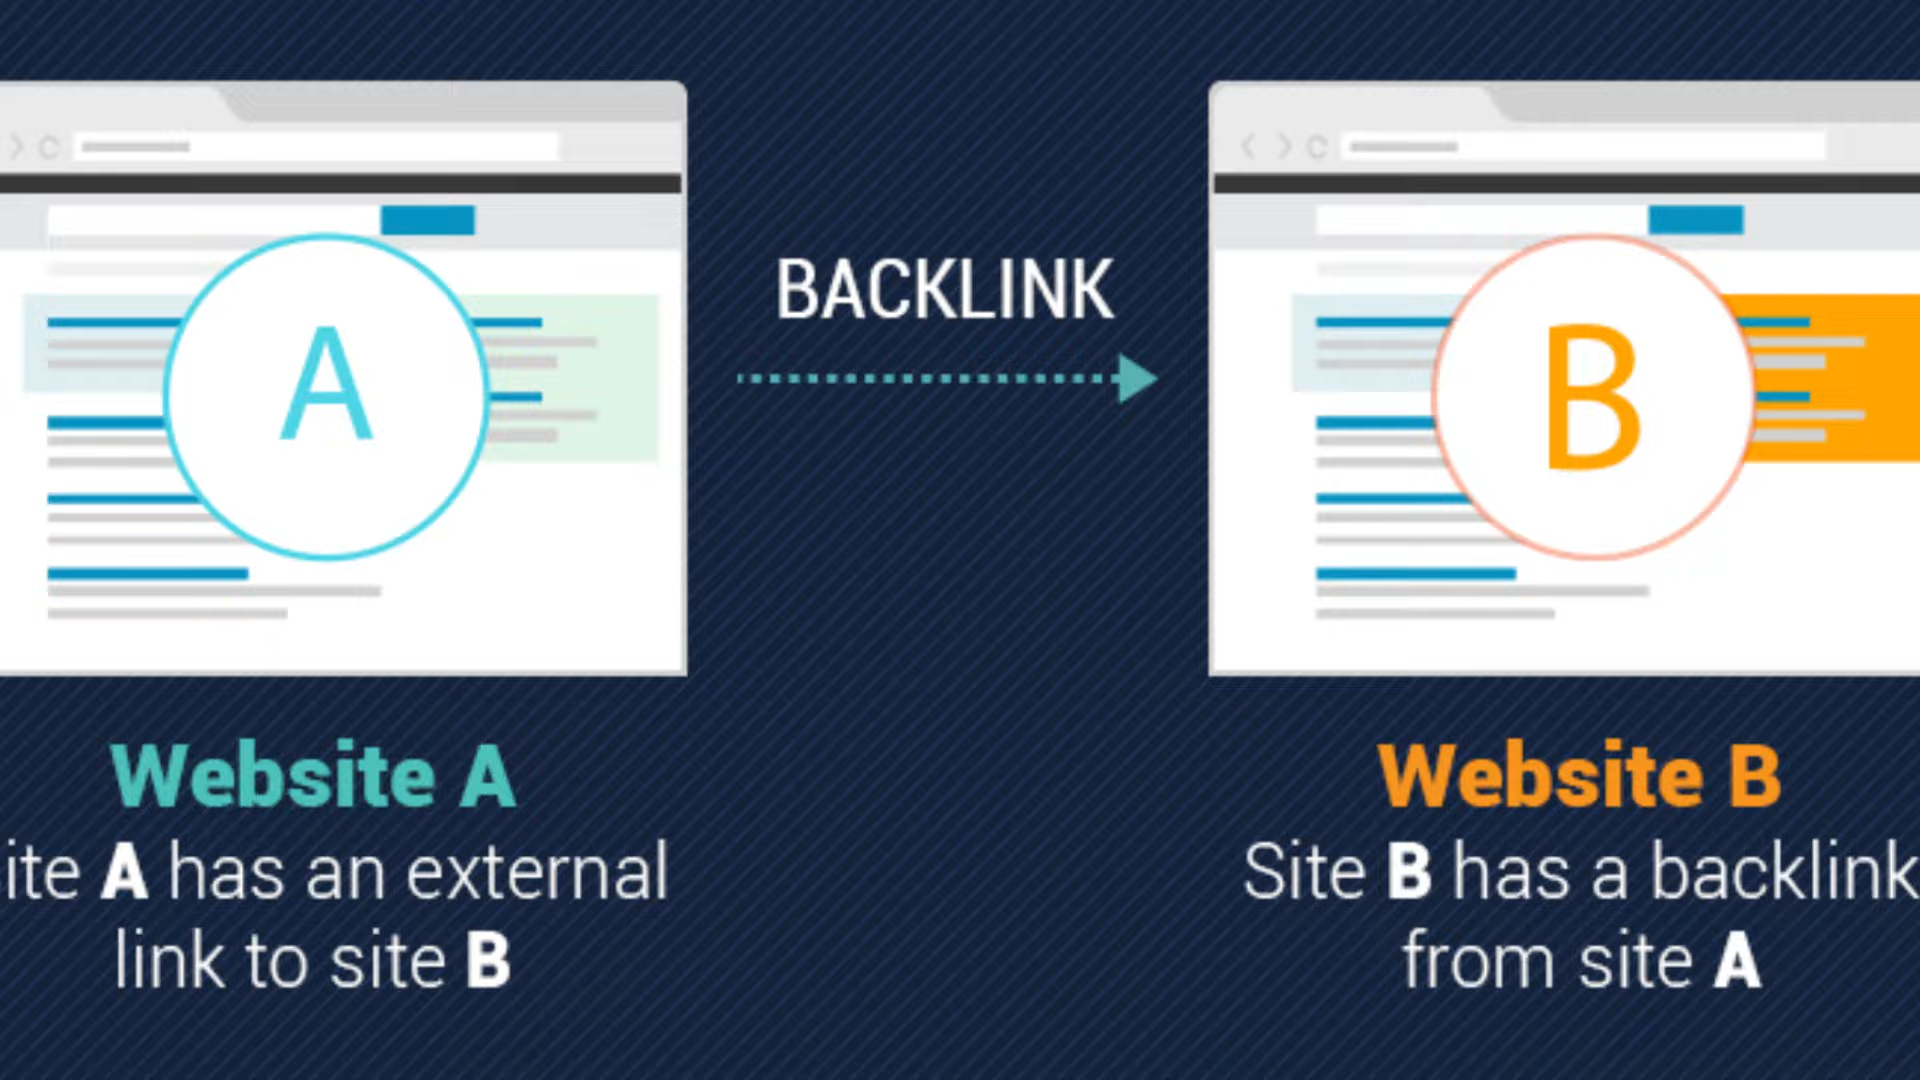 A
BACKLINK
B
Website A
ite A has an external
link to site B
Website B
Site B has a backlink
from site A